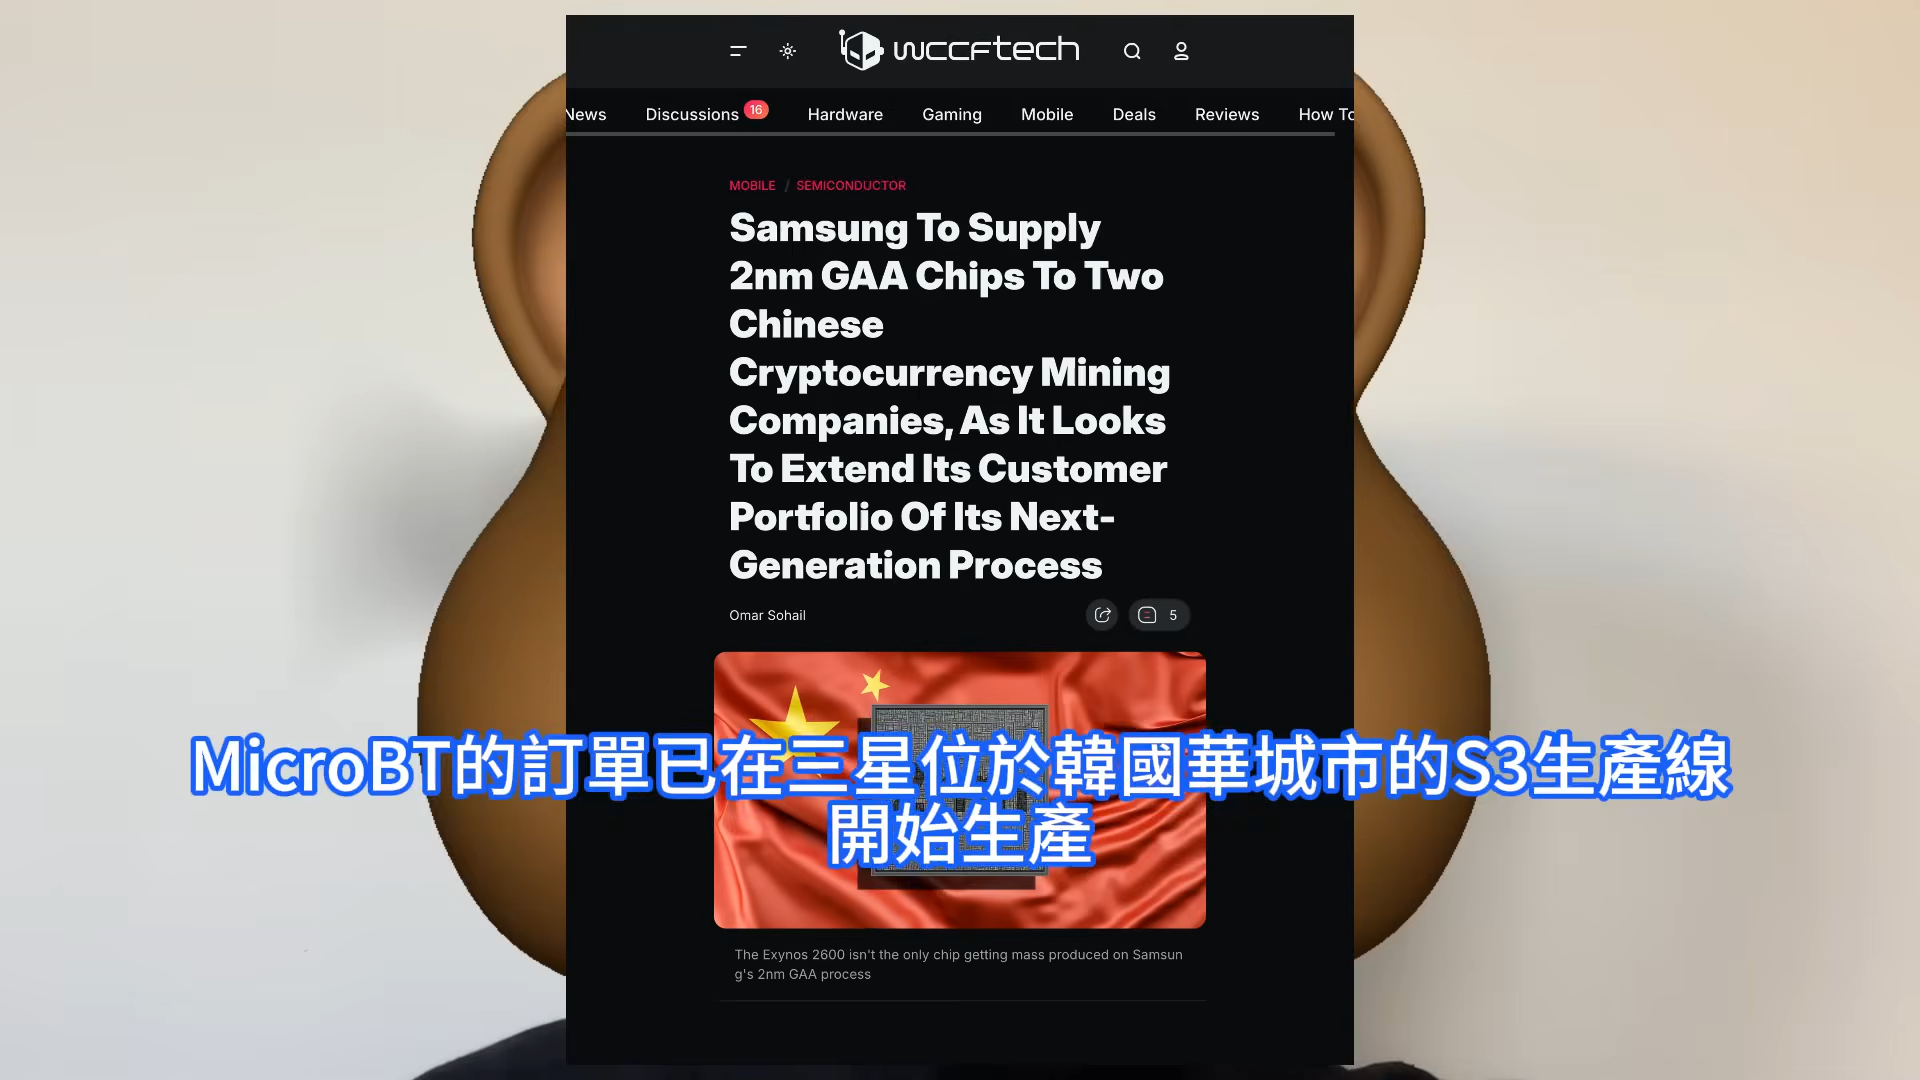 wccftech
News Discussions 16 Hardware Gaming Mobile Deals Reviews How To
MOBILE / SEMICONDUCTOR
Samsung To Supply
2nm GAA Chips To Two
Chinese
Cryptocurrency Mining
Companies, As It Looks
To Extend Its Customer
Portfolio Of Its Next-
Generation Process
Omar Sohail
5
MicroBT的訂單已在三星位於韓國華城市的S3生產線
開始生產
The Exynos 2600 isn't the only chip getting mass produced on Samsun
g's 2nm GAA process